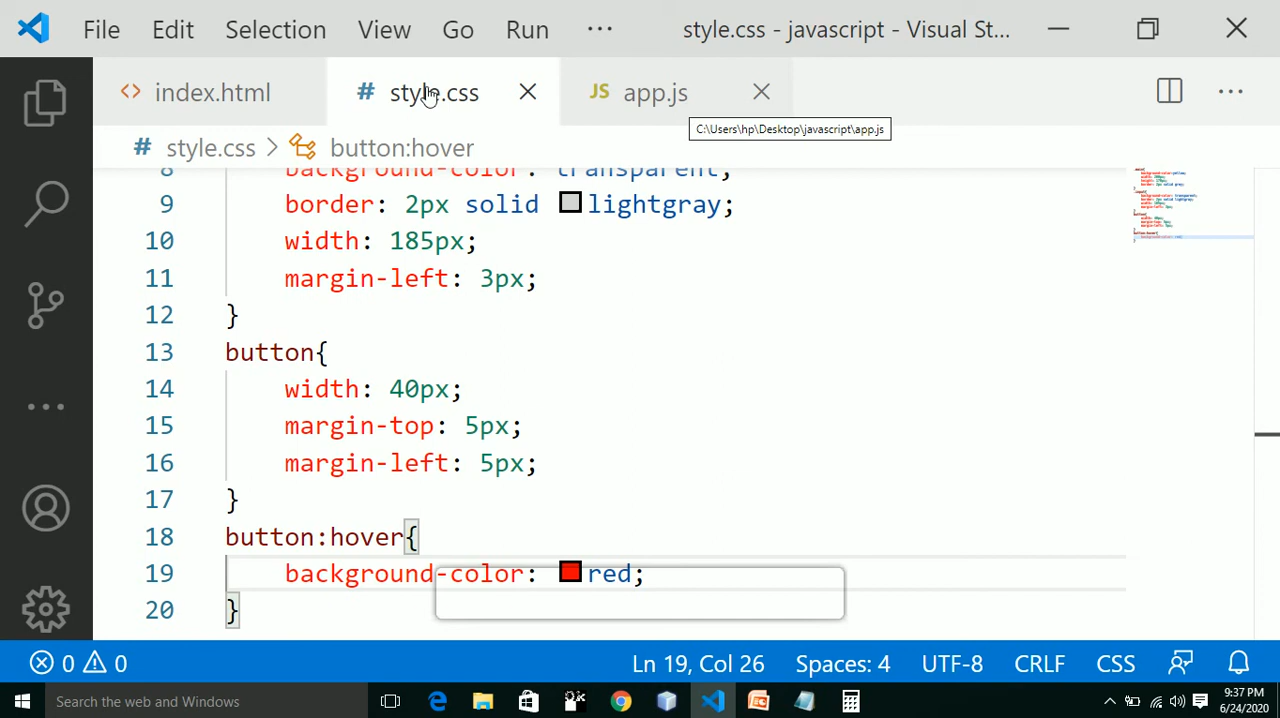 File Edit Selection View Go Run ··· style.css - javascript - Visual St...
<> index.html # style.css JS app.js ···
C:\Users\hp\Desktop\javascript\app.js
# style.css > button:hover
8 background-color: transparent;
9 border: 2px solid lightgray;
10 width: 185px;
11 margin-left: 3px;
12 }
13 button{
14 width: 40px;
15 margin-top: 5px;
16 margin-left: 5px;
17 }
18 button:hover{
19 background-color: red;
20 }
0 0 Ln 19, Col 26 Spaces: 4 UTF-8 CRLF CSS
Search the web and Windows
9:37 PM
6/24/2020